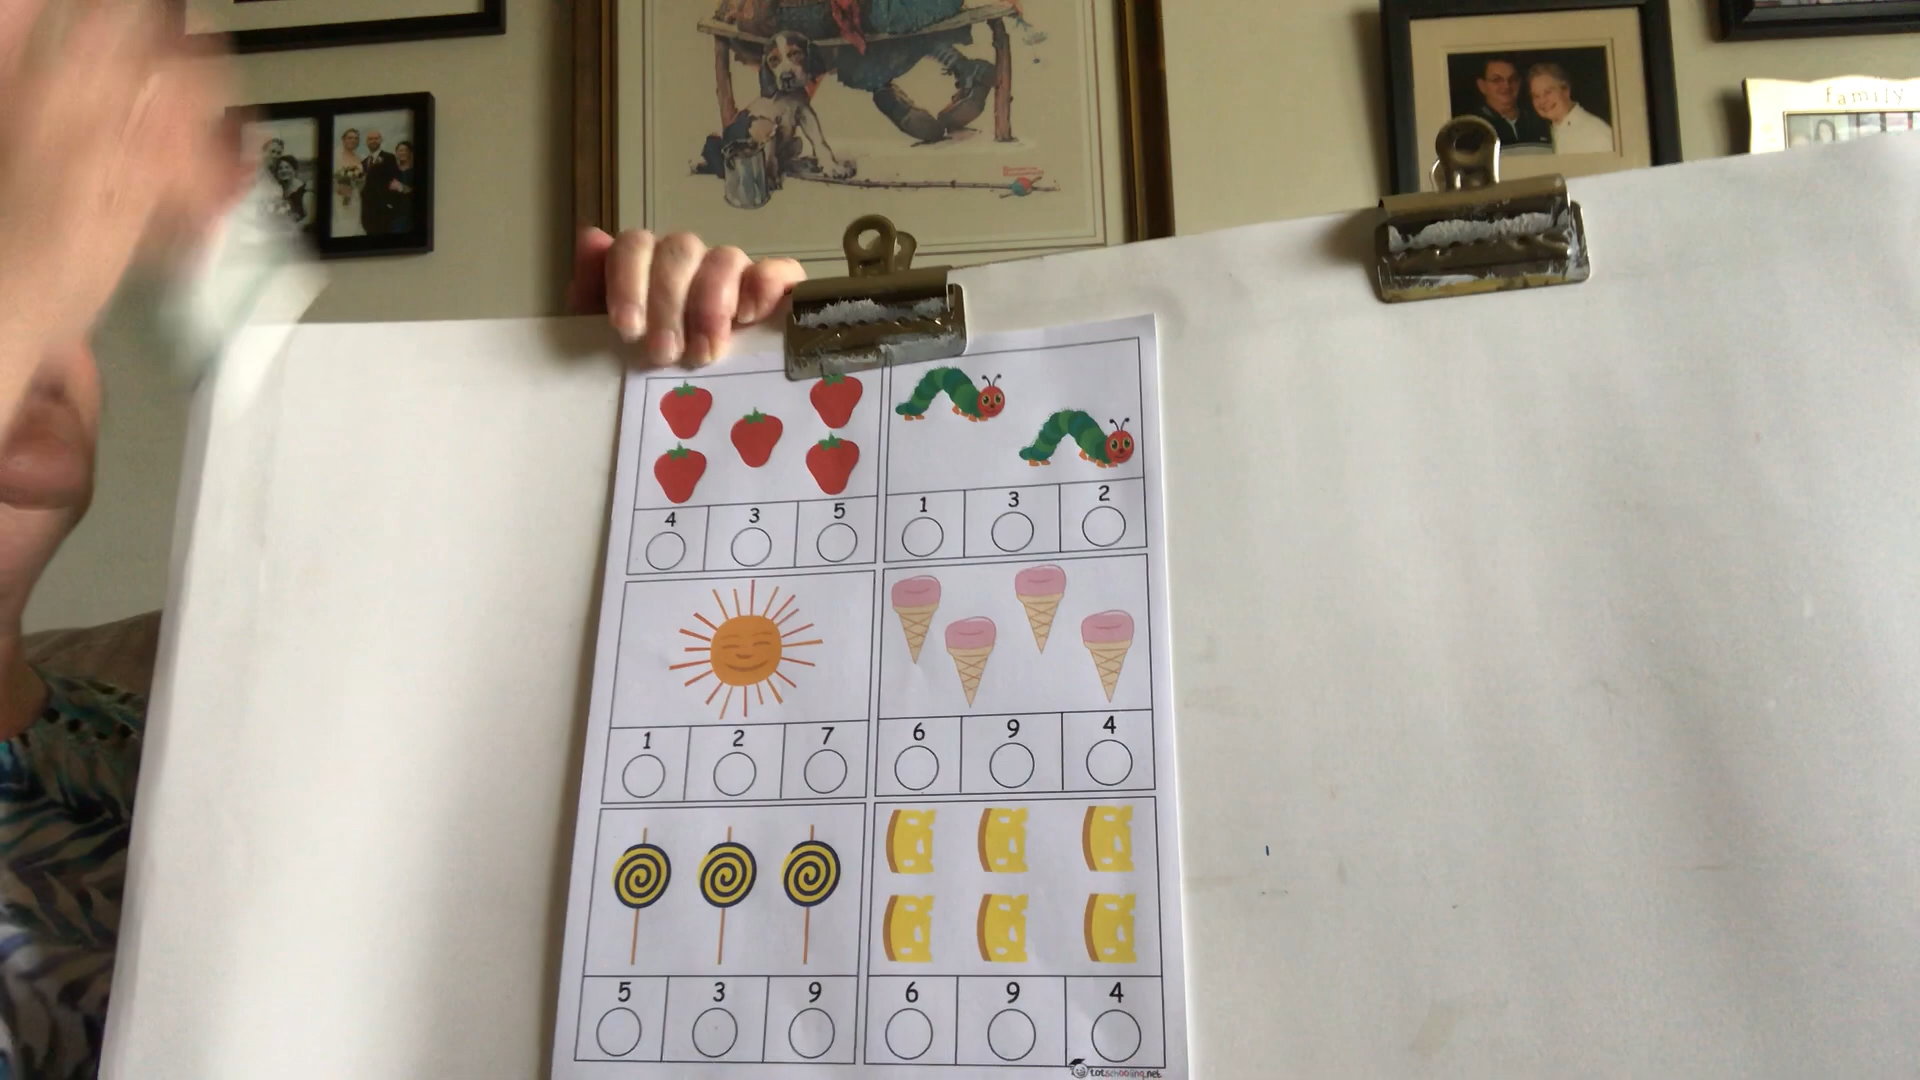 family
4 3 5
1 3 2
1 2 7
6 9 4
5 3 9
6 9 4
totschooling.net